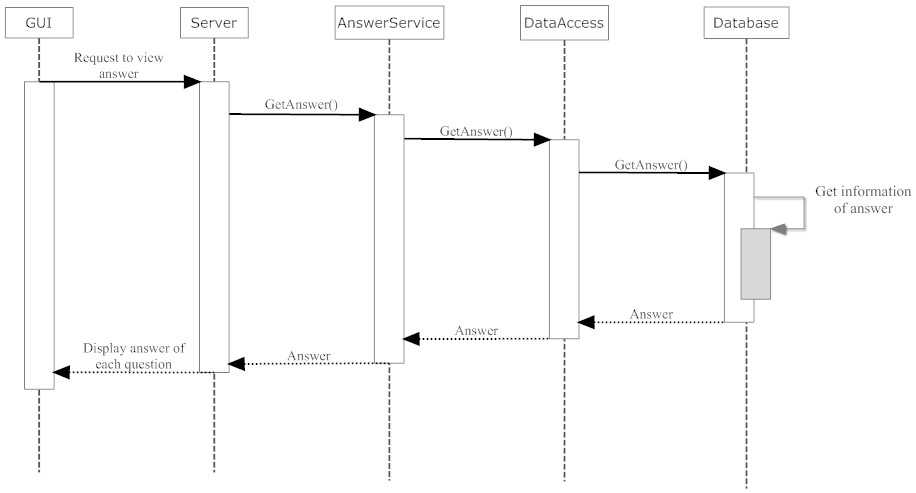 GUI
Server
AnswerService
DataAccess
Database
Request to view
answer
GetAnswer()
GetAnswer()
GetAnswer()
Get information
of answer
Answer
Answer
Answer
Display answer of
each question